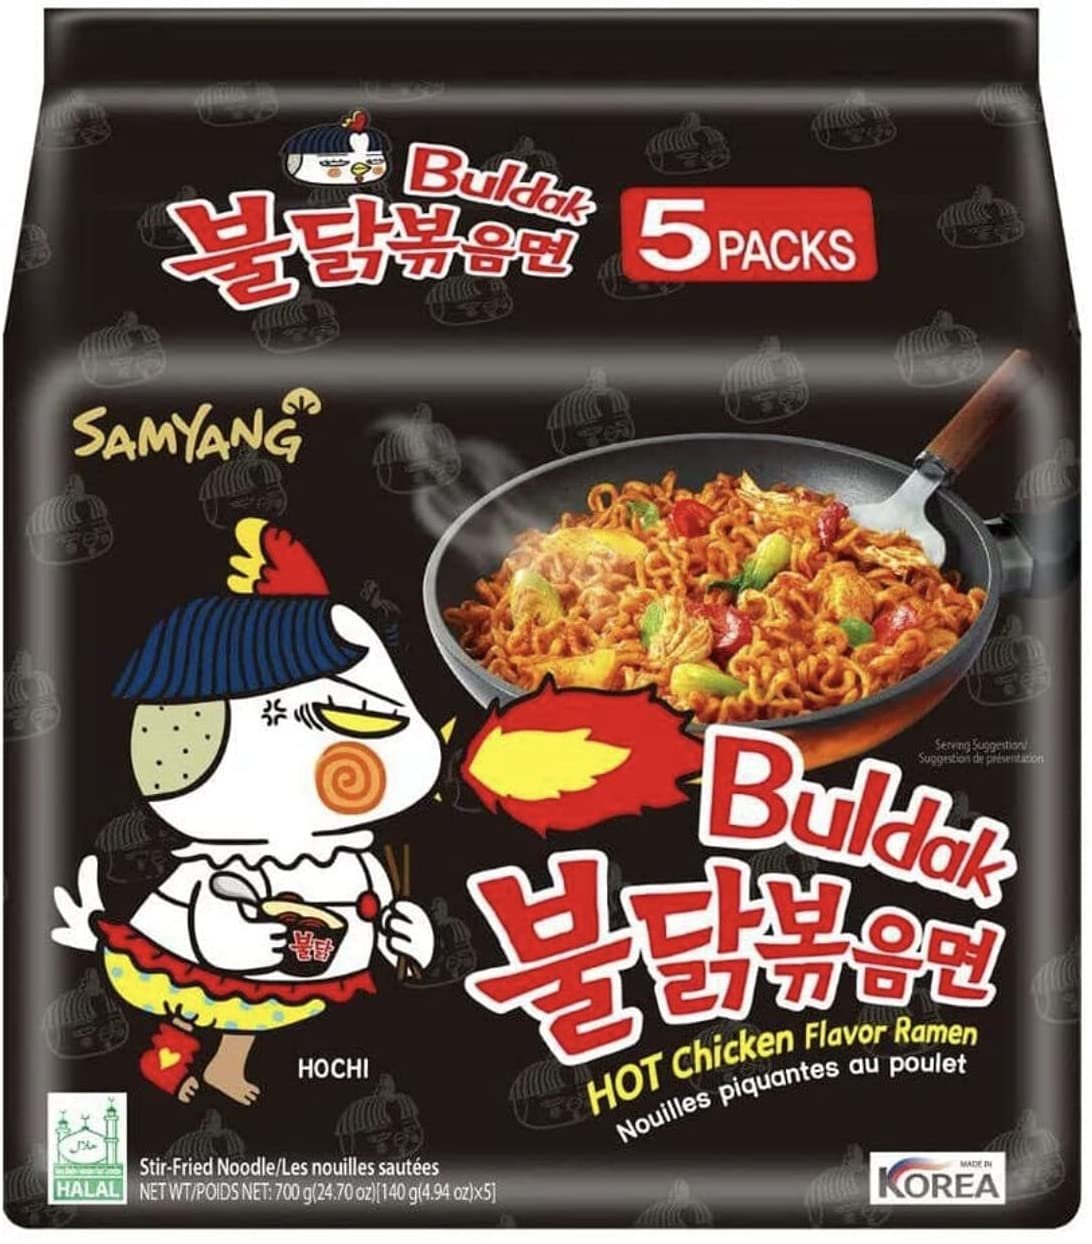 Buldak
불닭볶음면
5PACKS
SAMYANG
Serving Suggestion/
Suggestion de présentation
Buldak
불닭볶음면
불닭
HOT Chicken Flavor Ramen
Nouilles piquantes au poulet
HOCHI
حلال
HALAL
Stir-Fried Noodle/Les nouilles sautées
NET WT/POIDS NET: 700 g(24.70 oz)[140 g(4.94 oz)x5]
MADE IN
KOREA